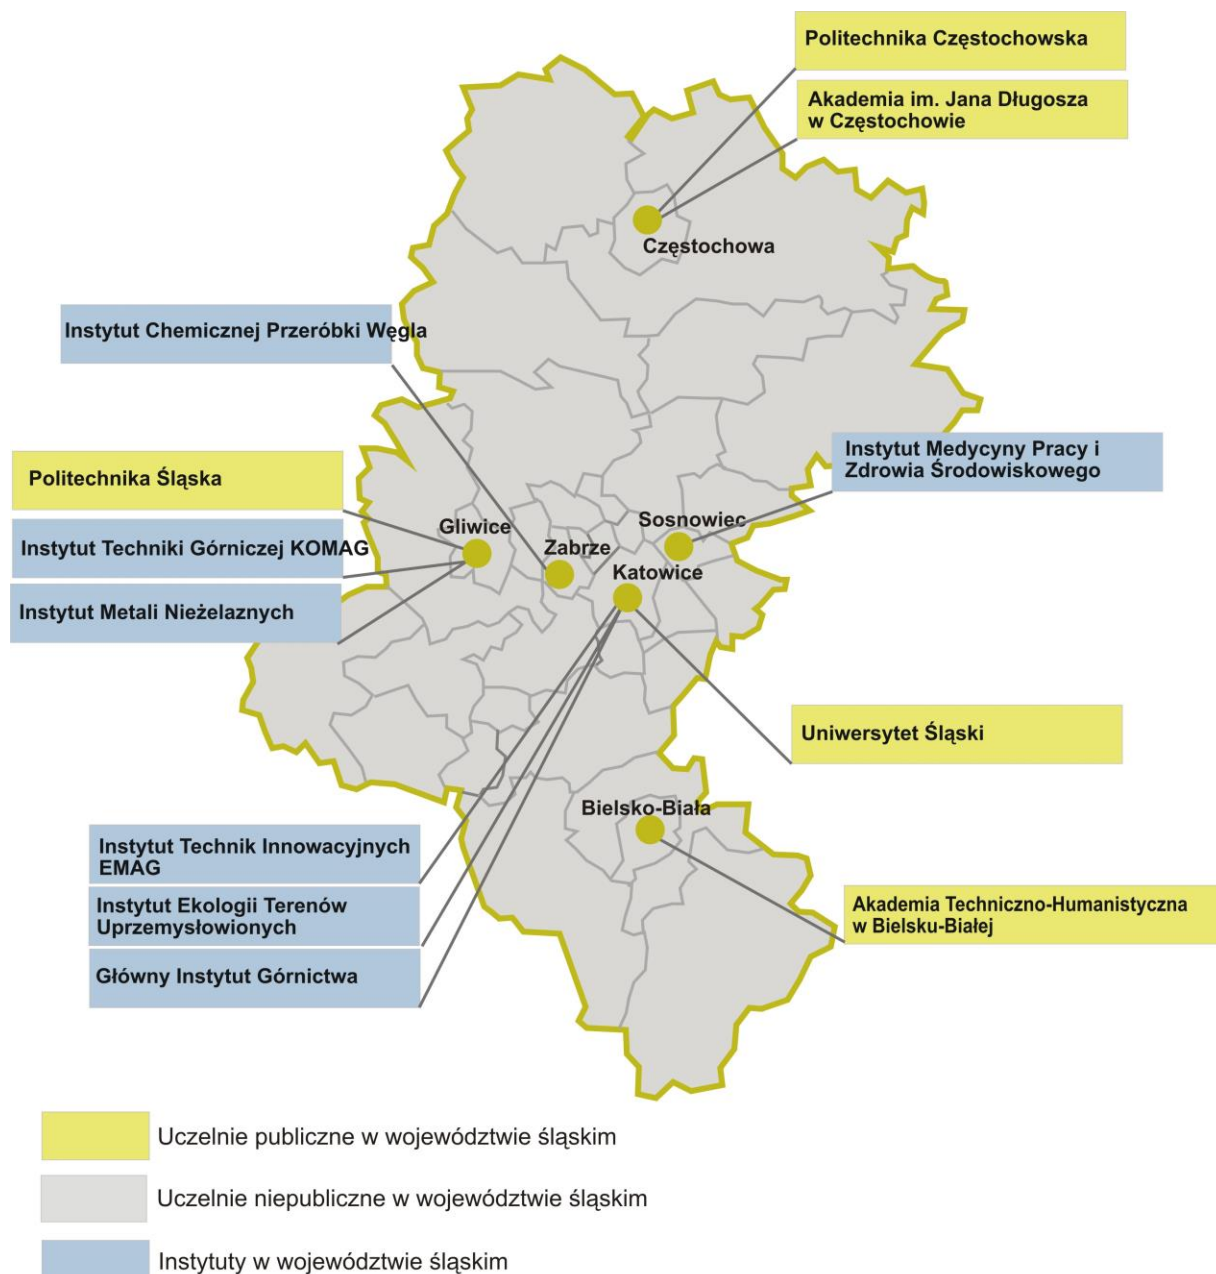 Politechnika Częstochowska
Akademia im. Jana Długosza
w Częstochowie
Częstochowa
Instytut Chemicznej Przeróbki Węgla
Instytut Medycyny Pracy i
Zdrowia Środowiskowego
Politechnika Śląska
Gliwice
Sosnowiec
Instytut Techniki Górniczej KOMAG
Zabrze
Katowice
Instytut Metali Nieżelaznych
Uniwersytet Śląski
Bielsko-Biała
Instytut Technik Innowacyjnych
EMAG
Instytut Ekologii Terenów
Uprzemysłowionych
Akademia Techniczno-Humanistyczna
w Bielsku-Białej
Główny Instytut Górnictwa
Uczelnie publiczne w województwie śląskim
Uczelnie niepubliczne w województwie śląskim
Instytuty w województwie śląskim